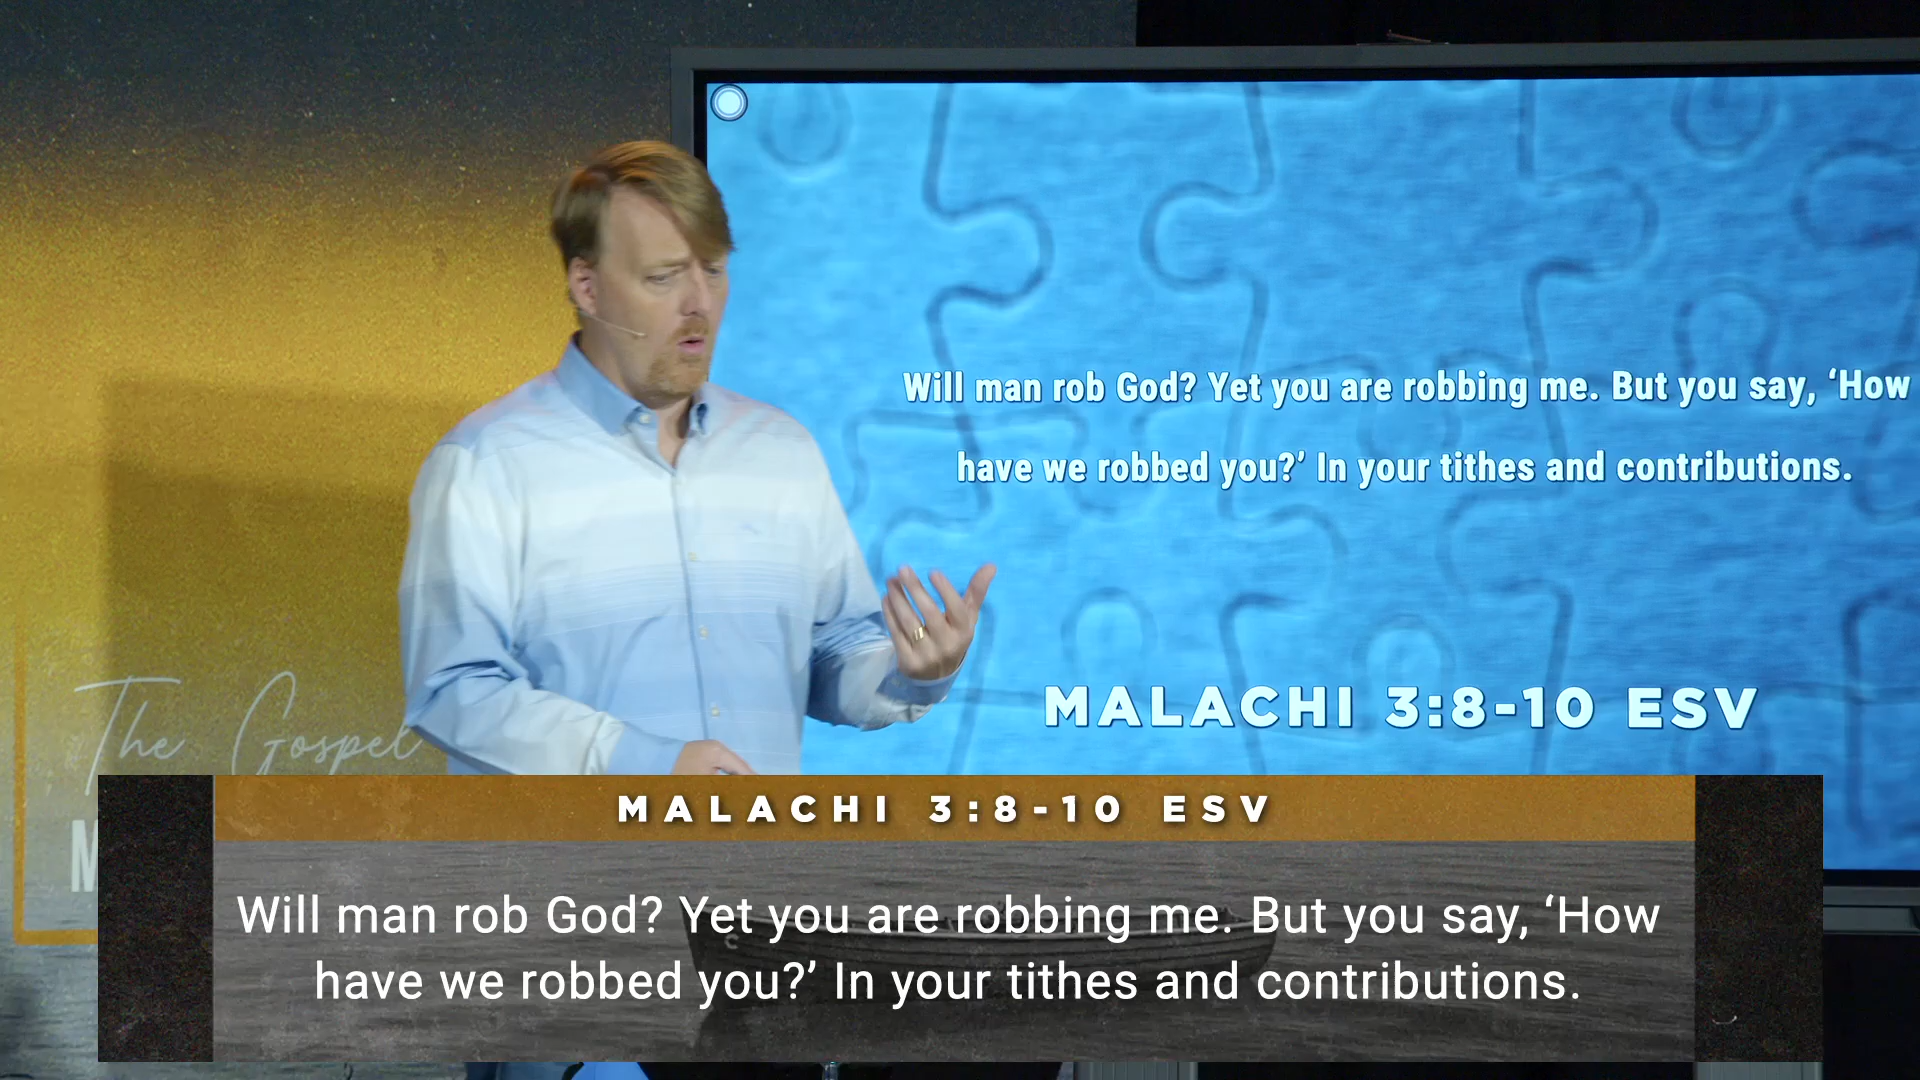 Will man rob God? Yet you are robbing me. But you say, ‘How
have we robbed you?’ In your tithes and contributions.
MALACHI 3:8-10 ESV
The Gospel
M
MALACHI 3:8-10 ESV
Will man rob God? Yet you are robbing me. But you say, ‘How
have we robbed you?’ In your tithes and contributions.